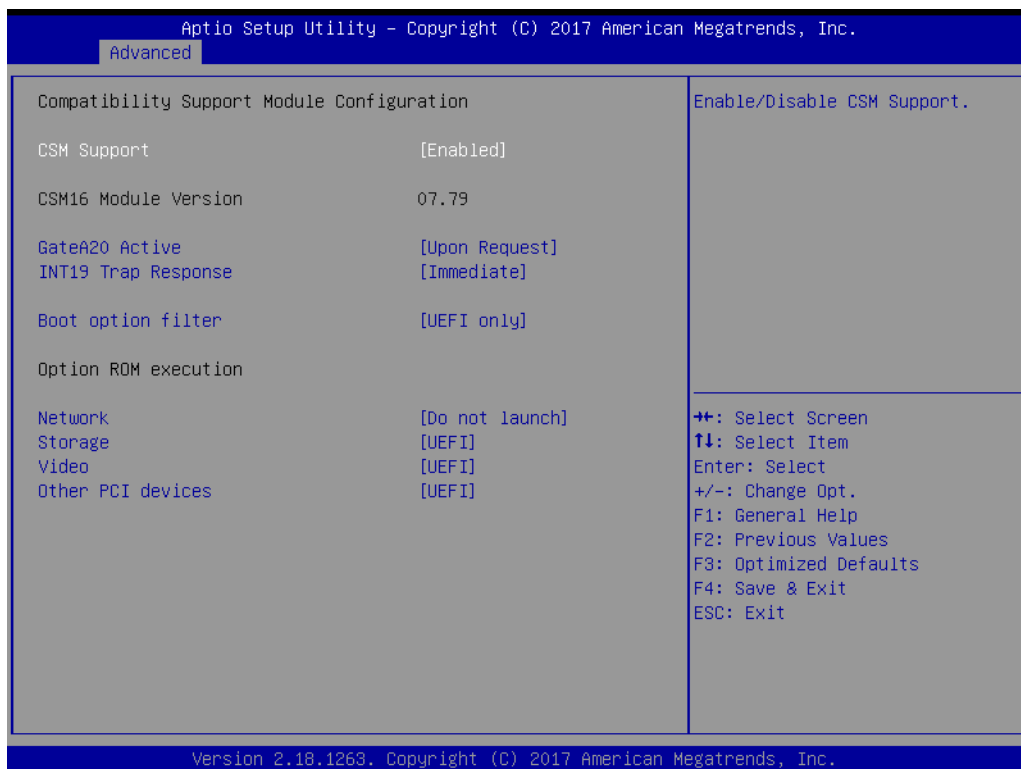 Aptio Setup Utility – Copyright (C) 2017 American Megatrends, Inc.
Advanced
Compatibility Support Module Configuration
CSM Support [Enabled]
CSM16 Module Version 07.79
GateA20 Active [Upon Request]
INT19 Trap Response [Immediate]
Boot option filter [UEFI only]
Option ROM execution
Network [Do not launch]
Storage [UEFI]
Video [UEFI]
Other PCI devices [UEFI]
Enable/Disable CSM Support.
→←: Select Screen
↑↓: Select Item
Enter: Select
+/-: Change Opt.
F1: General Help
F2: Previous Values
F3: Optimized Defaults
F4: Save & Exit
ESC: Exit
Version 2.18.1263. Copyright (C) 2017 American Megatrends, Inc.